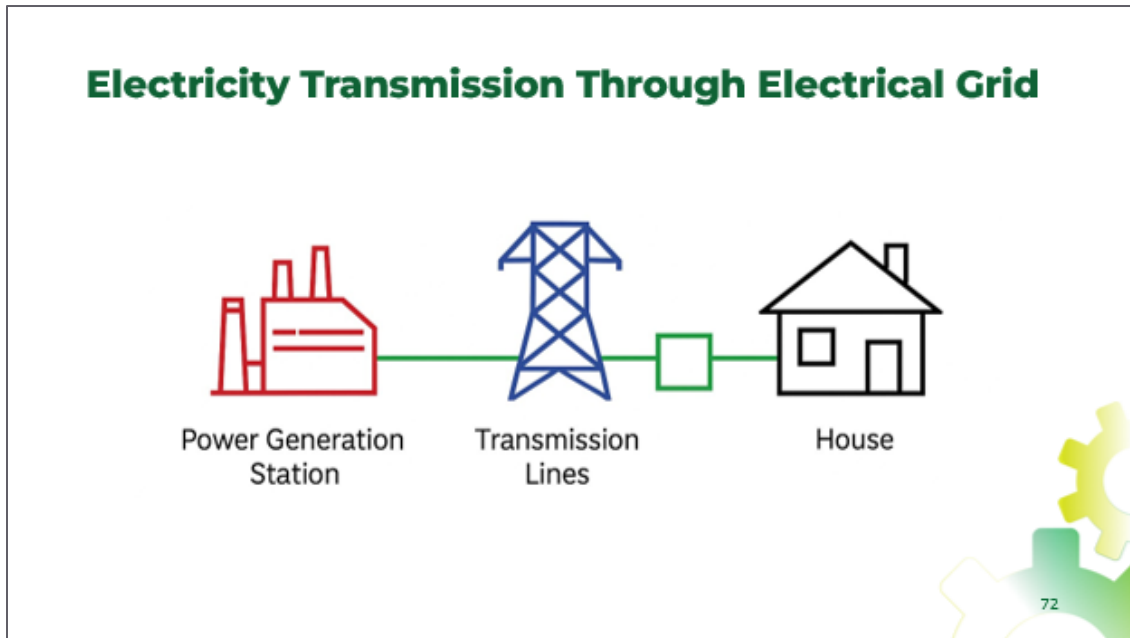 Electricity Transmission Through Electrical Grid
Power Generation
Station
Transmission
Lines
House
72